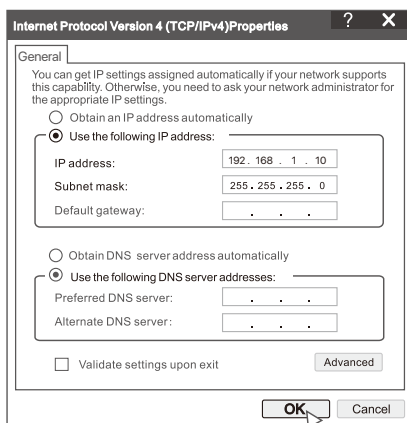 Internet Protocol Version 4 (TCP/IPv4)Properties ? X
General
You can get IP settings assigned automatically if your network supports
this capability. Otherwise, you need to ask your network administrator for
the appropriate IP settings.
Obtain an IP address automatically
Use the following IP address:
IP address: 192. 168 . 1 . 10
Subnet mask: 255. 255. 255. 0
Default gateway: . . .
Obtain DNS server address automatically
Use the following DNS server addresses:
Preferred DNS server: . . .
Alternate DNS server: . . .
Validate settings upon exit Advanced
OK Cancel